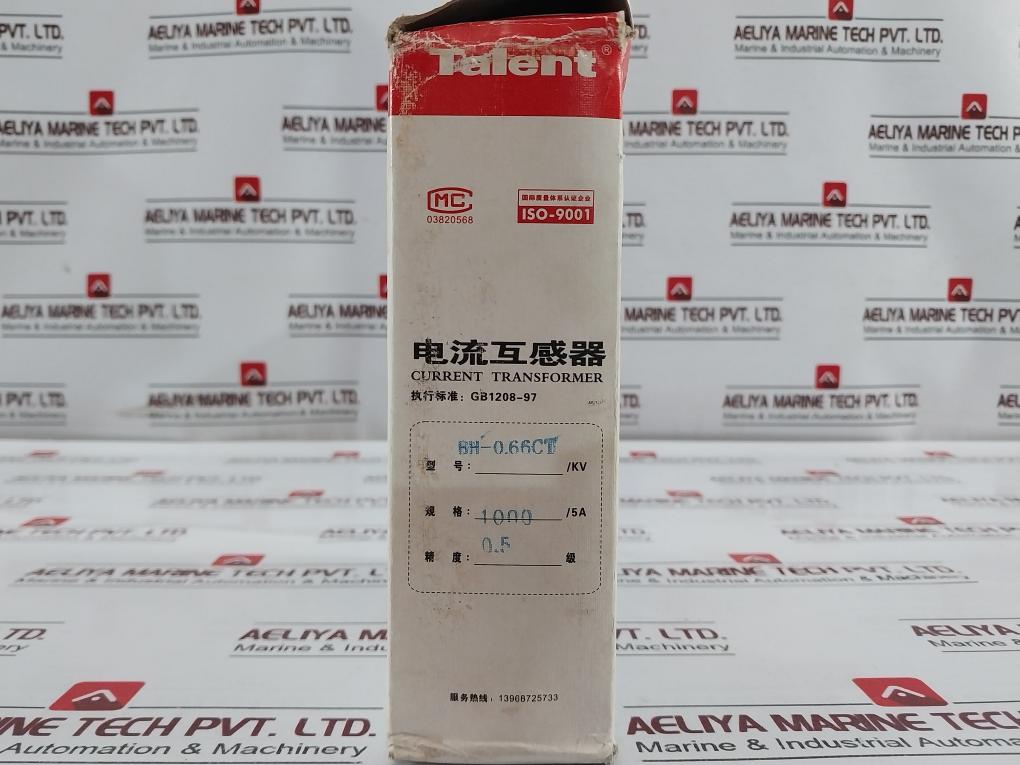 Talent®
MC
03820568
国际质量体系认证企业
ISO-9001
电流互感器
CURRENT TRANSFORMER
执行标准: GB1208-97
BH-0.66CT
型 号: /KV
规 格: 1000 /5A
0.5
精 度: 级
服务热线: 13968725733
AELIYA MARINE TECH PVT. LTD.
Marine & Industrial Automation & Machinery